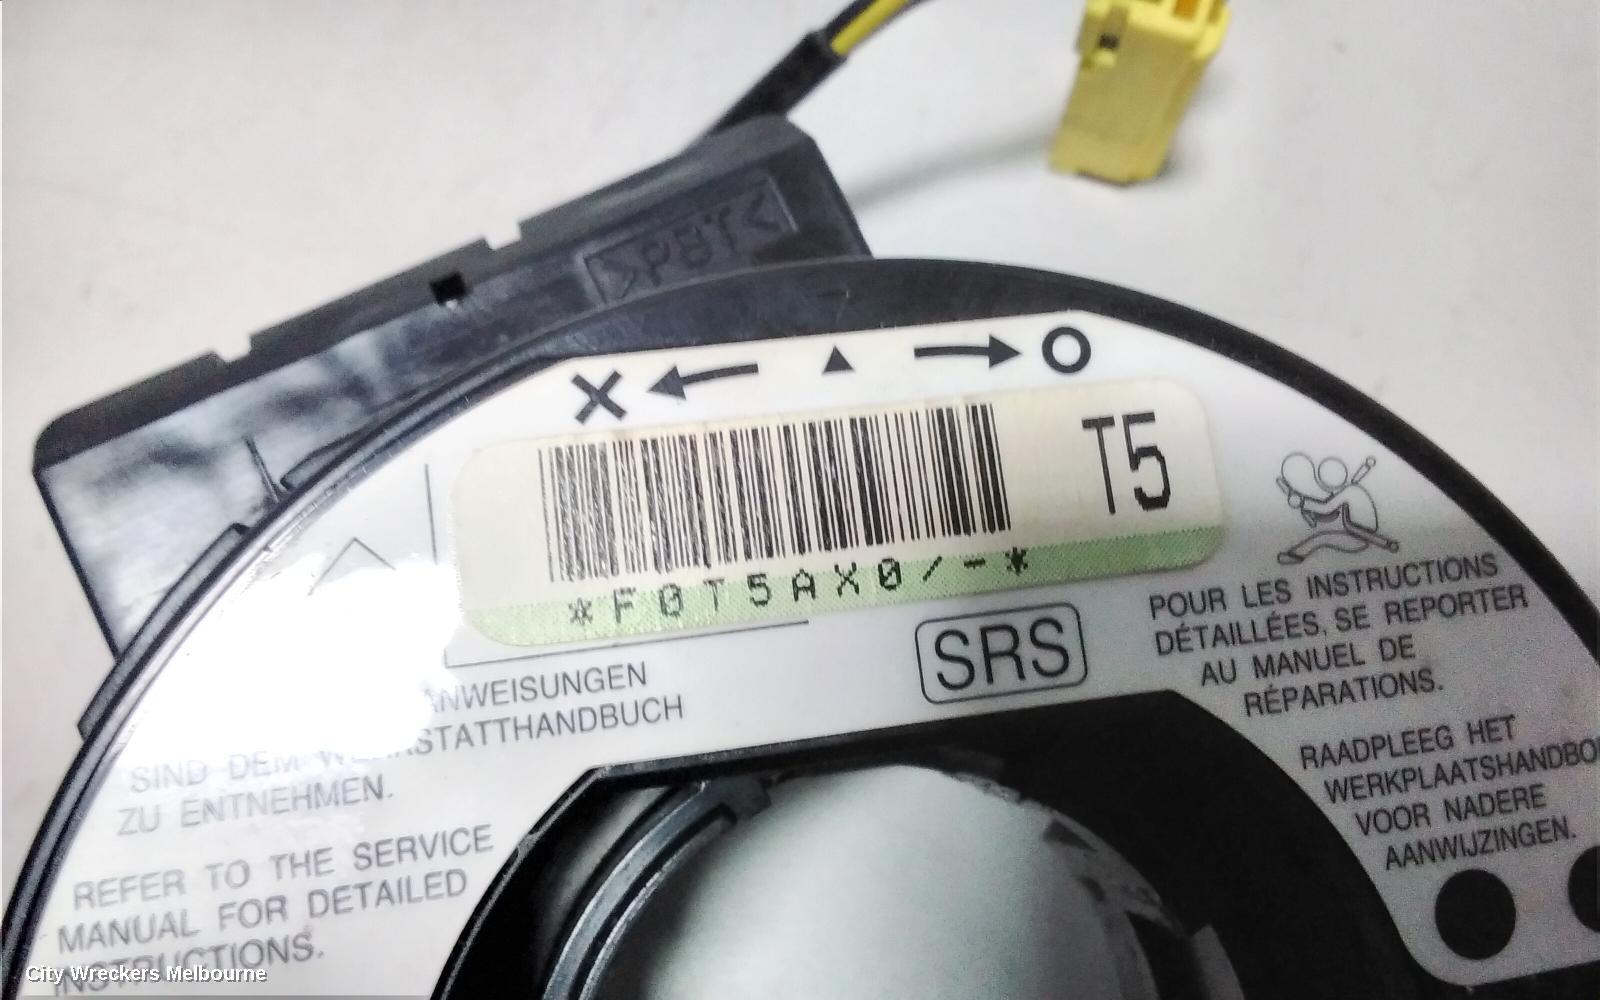 >PBT<
X ← ▲ → O
T5
*F0T5AX0/-*
SRS
ANWEISUNGEN
SIND DEM WERKSTATTHANDBUCH
ZU ENTNEHMEN.
REFER TO THE SERVICE
MANUAL FOR DETAILED
INSTRUCTIONS.
POUR LES INSTRUCTIONS
DÉTAILLÉES, SE REPORTER
AU MANUEL DE
RÉPARATIONS.
RAADPLEEG HET
WERKPLAATSHANDBO
VOOR NADERE
AANWIJZINGEN.
City Wreckers Melbourne